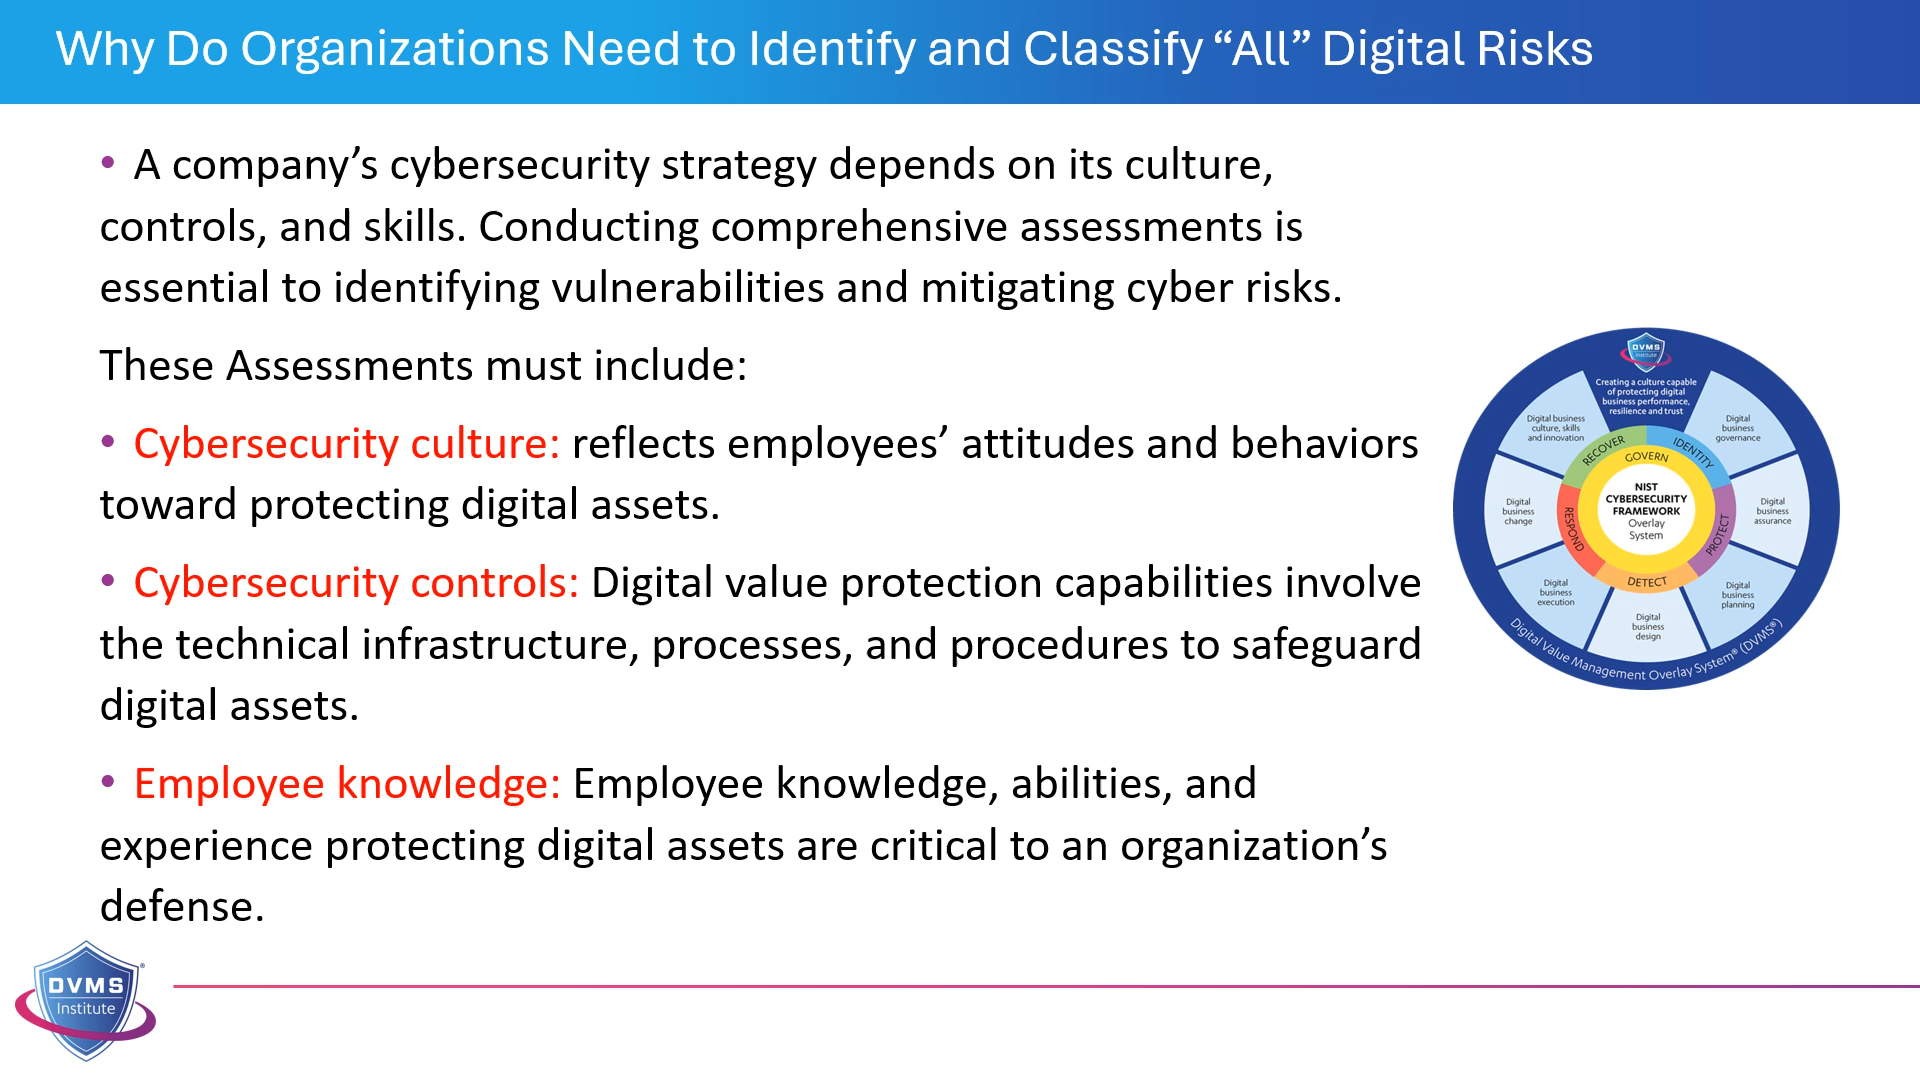 Why Do Organizations Need to Identify and Classify “All” Digital Risks
• A company’s cybersecurity strategy depends on its culture,
controls, and skills. Conducting comprehensive assessments is
essential to identifying vulnerabilities and mitigating cyber risks.
These Assessments must include:
• Cybersecurity culture: reflects employees’ attitudes and behaviors
toward protecting digital assets.
• Cybersecurity controls: Digital value protection capabilities involve
the technical infrastructure, processes, and procedures to safeguard
digital assets.
• Employee knowledge: Employee knowledge, abilities, and
experience protecting digital assets are critical to an organization’s
defense.
DVMS
Institute
Creating a culture capable
of protecting digital
business performance,
resilience and trust
Digital business
culture, skills
and innovation
Digital
business
governance
Digital
business
change
Digital
business
assurance
Digital
business
execution
Digital
business
planning
Digital
business
design
RECOVER
IDENTITY
GOVERN
RESPOND
PROTECT
DETECT
NIST
CYBERSECURITY
FRAMEWORK
Overlay
System
Digital Value Management Overlay System® (DVMS®)
DVMS®
Institute